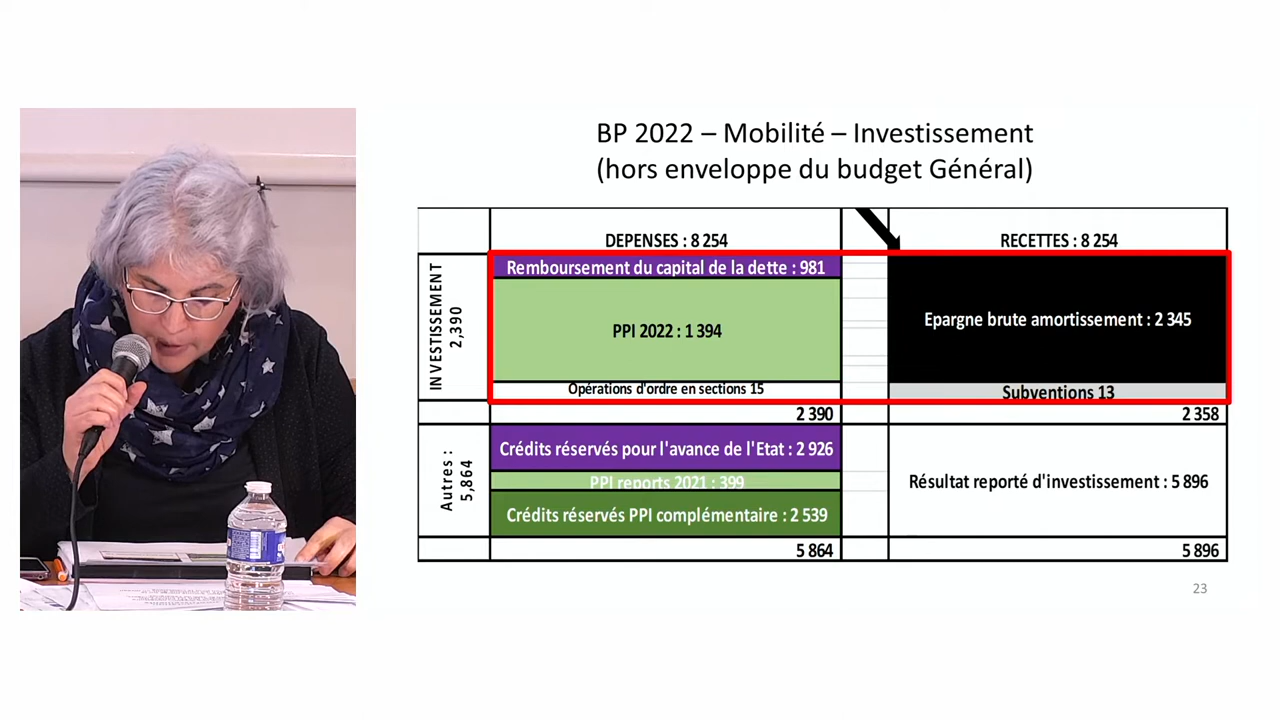 BP 2022 – Mobilité – Investissement
(hors enveloppe du budget Général)
DEPENSES : 8 254
RECETTES : 8 254
INVESTISSEMENT
2,390
Remboursement du capital de la dette : 981
PPI 2022 : 1 394
Opérations d'ordre en sections 15
Epargne brute amortissement : 2 345
Subventions 13
2 390
2 358
Autres :
5,864
Crédits réservés pour l'avance de l'Etat : 2 926
PPI reports 2021 : 399
Crédits réservés PPI complémentaire : 2 539
Résultat reporté d'investissement : 5 896
5 864
5 896
23